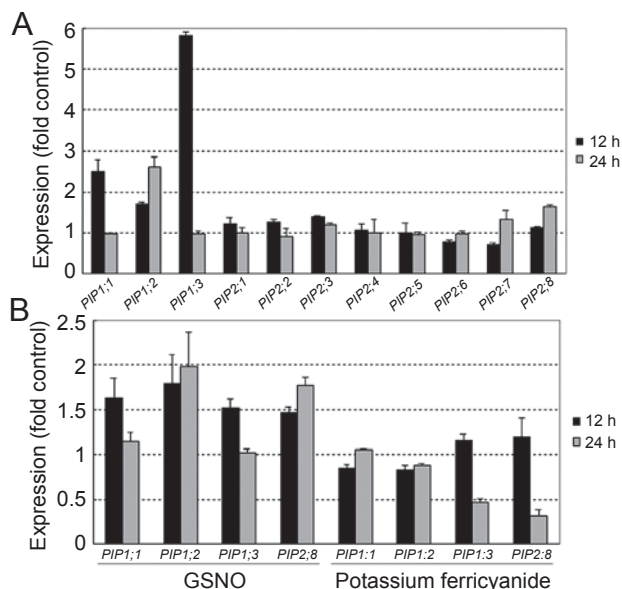 A
Expression (fold control)
6
5
4
3
2
1
0
12 h
24 h
PIP1;1
PIP1;2
PIP1;3
PIP2;1
PIP2;2
PIP2;3
PIP2;4
PIP2;5
PIP2;6
PIP2;7
PIP2;8
B
Expression (fold control)
2.5
2
1.5
1
0.5
0
12 h
24 h
PIP1;1
PIP1;2
PIP1;3
PIP2;8
PIP1:1
PIP1:2
PIP1:3
PIP2:8
GSNO
Potassium ferricyanide